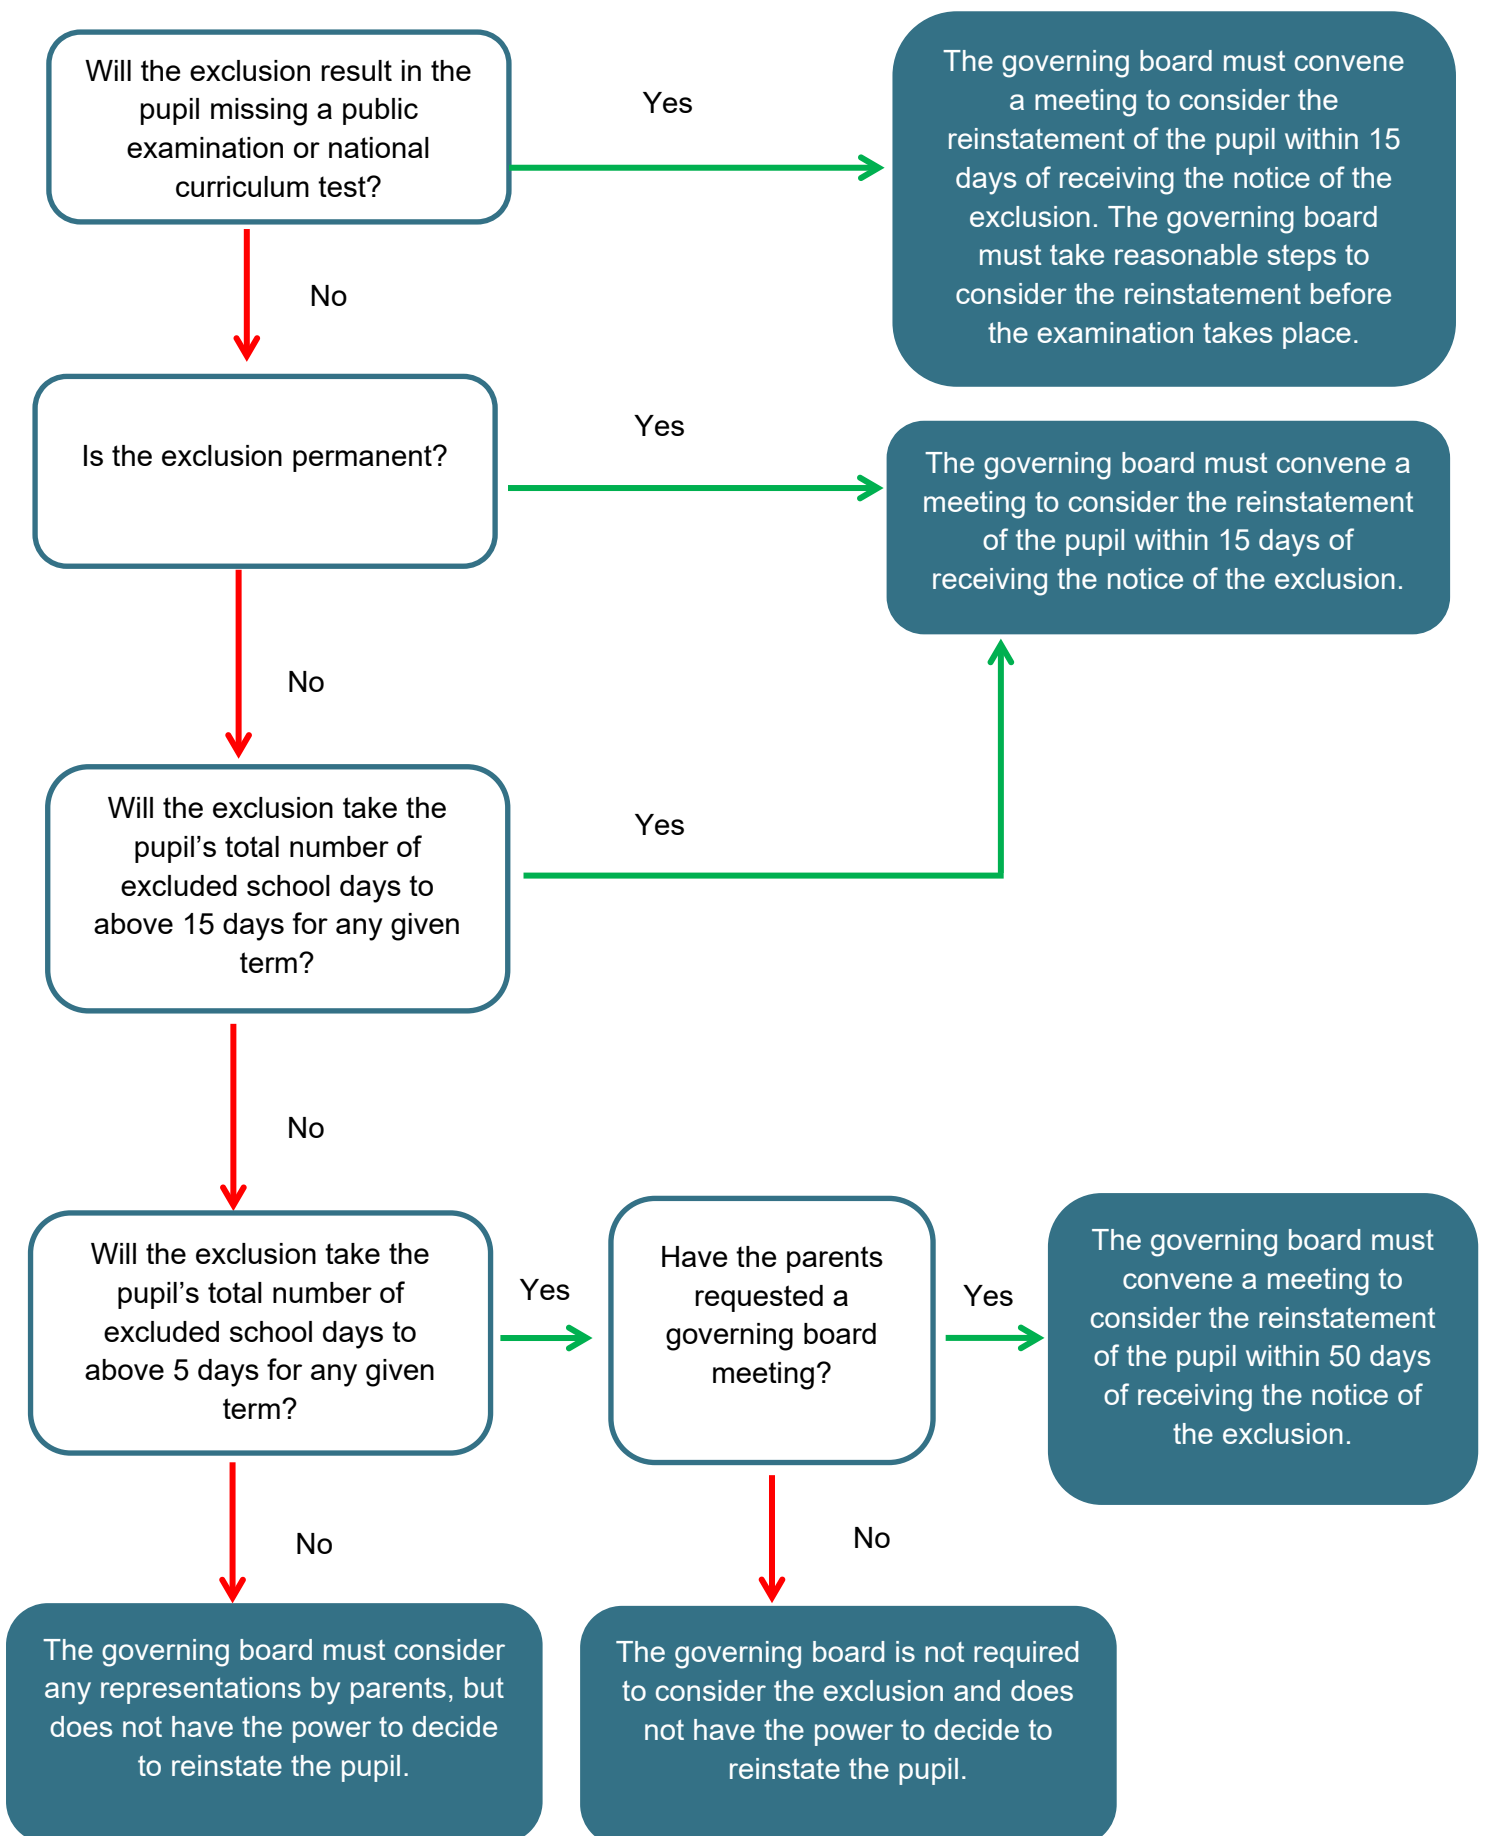 Will the exclusion result in the
pupil missing a public
examination or national
curriculum test?
Yes
The governing board must convene
a meeting to consider the
reinstatement of the pupil within 15
days of receiving the notice of the
exclusion. The governing board
must take reasonable steps to
consider the reinstatement before
the examination takes place.
No
Is the exclusion permanent?
Yes
The governing board must convene a
meeting to consider the reinstatement
of the pupil within 15 days of
receiving the notice of the exclusion.
No
Will the exclusion take the
pupil’s total number of
excluded school days to
above 15 days for any given
term?
Yes
No
Will the exclusion take the
pupil’s total number of
excluded school days to
above 5 days for any given
term?
Yes
Have the parents
requested a
governing board
meeting?
Yes
The governing board must
convene a meeting to
consider the reinstatement
of the pupil within 50 days
of receiving the notice of
the exclusion.
No
No
The governing board must consider
any representations by parents, but
does not have the power to decide
to reinstate the pupil.
The governing board is not required
to consider the exclusion and does
not have the power to decide to
reinstate the pupil.